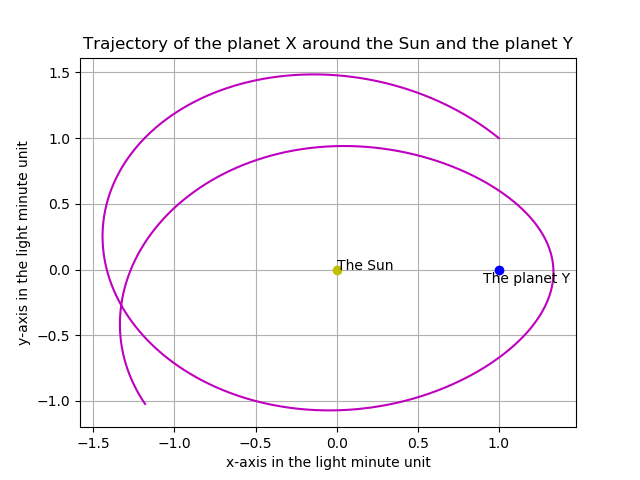 Trajectory of the planet X around the Sun and the planet Y
1.5
1.0
0.5
0.0
−0.5
−1.0
y-axis in the light minute unit
The Sun
The planet Y
−1.5
−1.0
−0.5
0.0
0.5
1.0
x-axis in the light minute unit